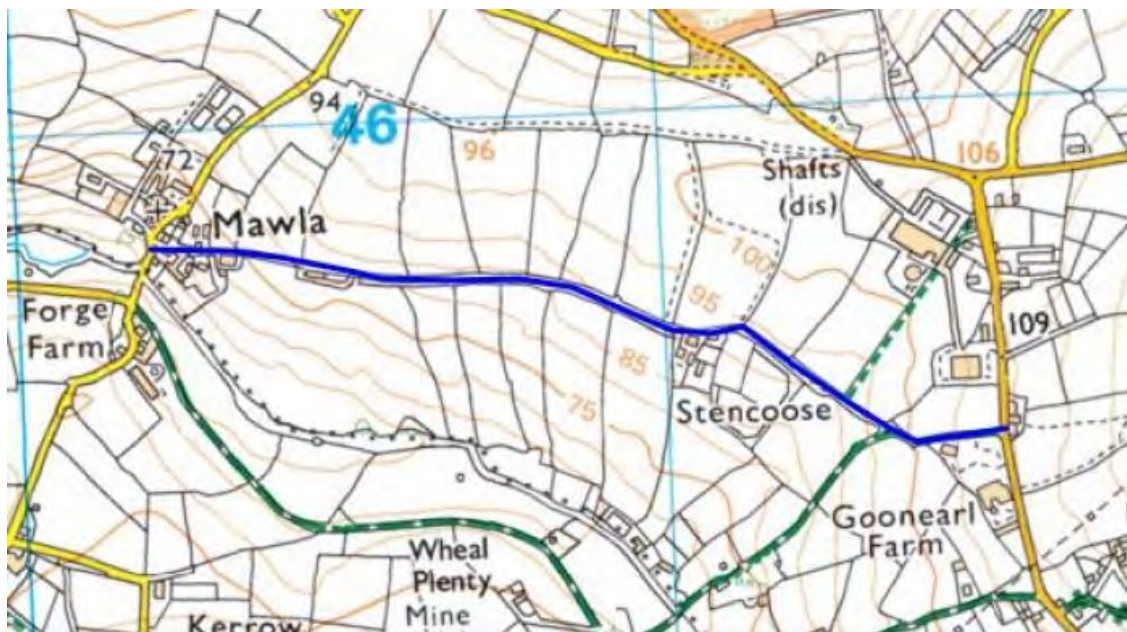 94
46
96
106
72
Shafts
(dis)
Mawla
100
95
Forge
Farm
109
85
75
Stencoose
Goonearl
Farm
Wheal
Plenty
Mine
Kerrow